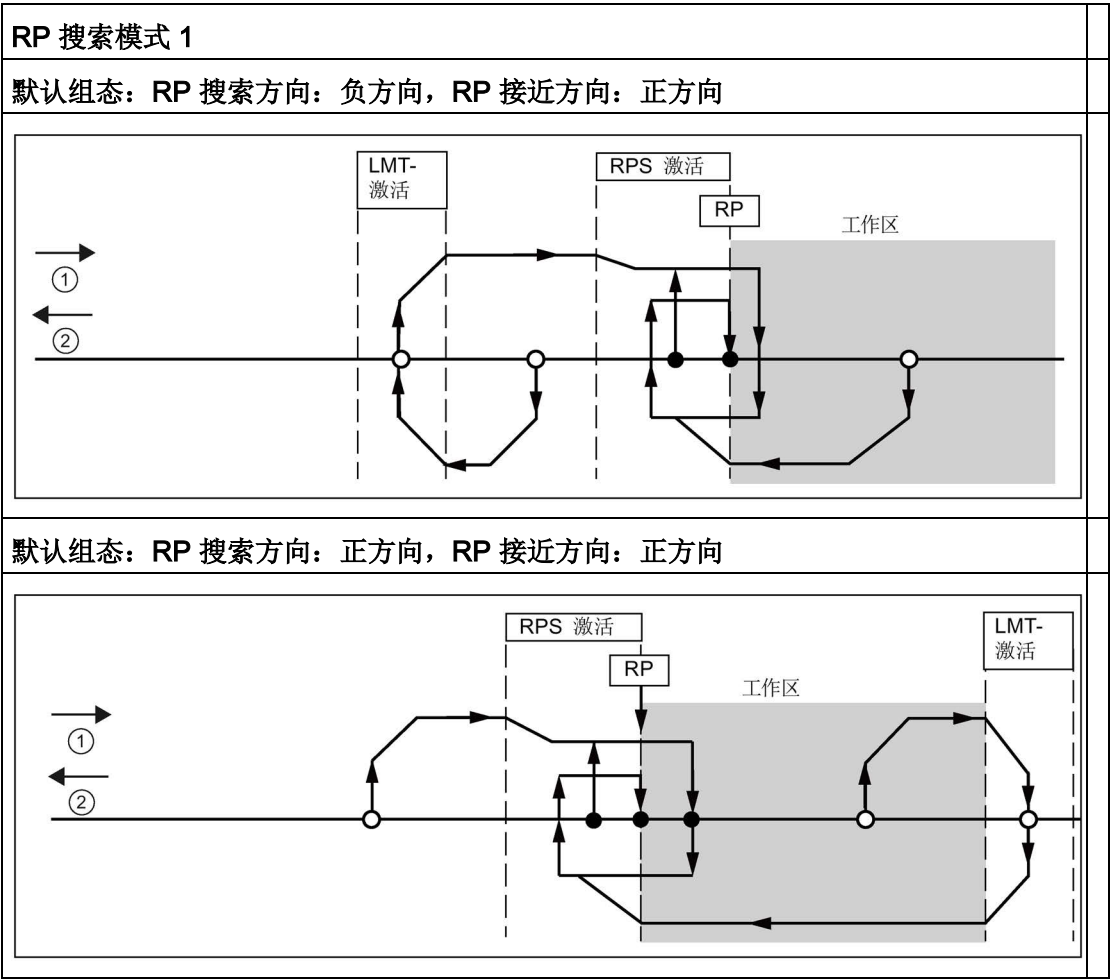 RP 搜索模式 1
默认组态：RP 搜索方向：负方向，RP 接近方向：正方向
LMT-
激活
RPS 激活
RP
工作区
①
②
默认组态：RP 搜索方向：正方向，RP 接近方向：正方向
RPS 激活
LMT-
激活
RP
工作区
①
②